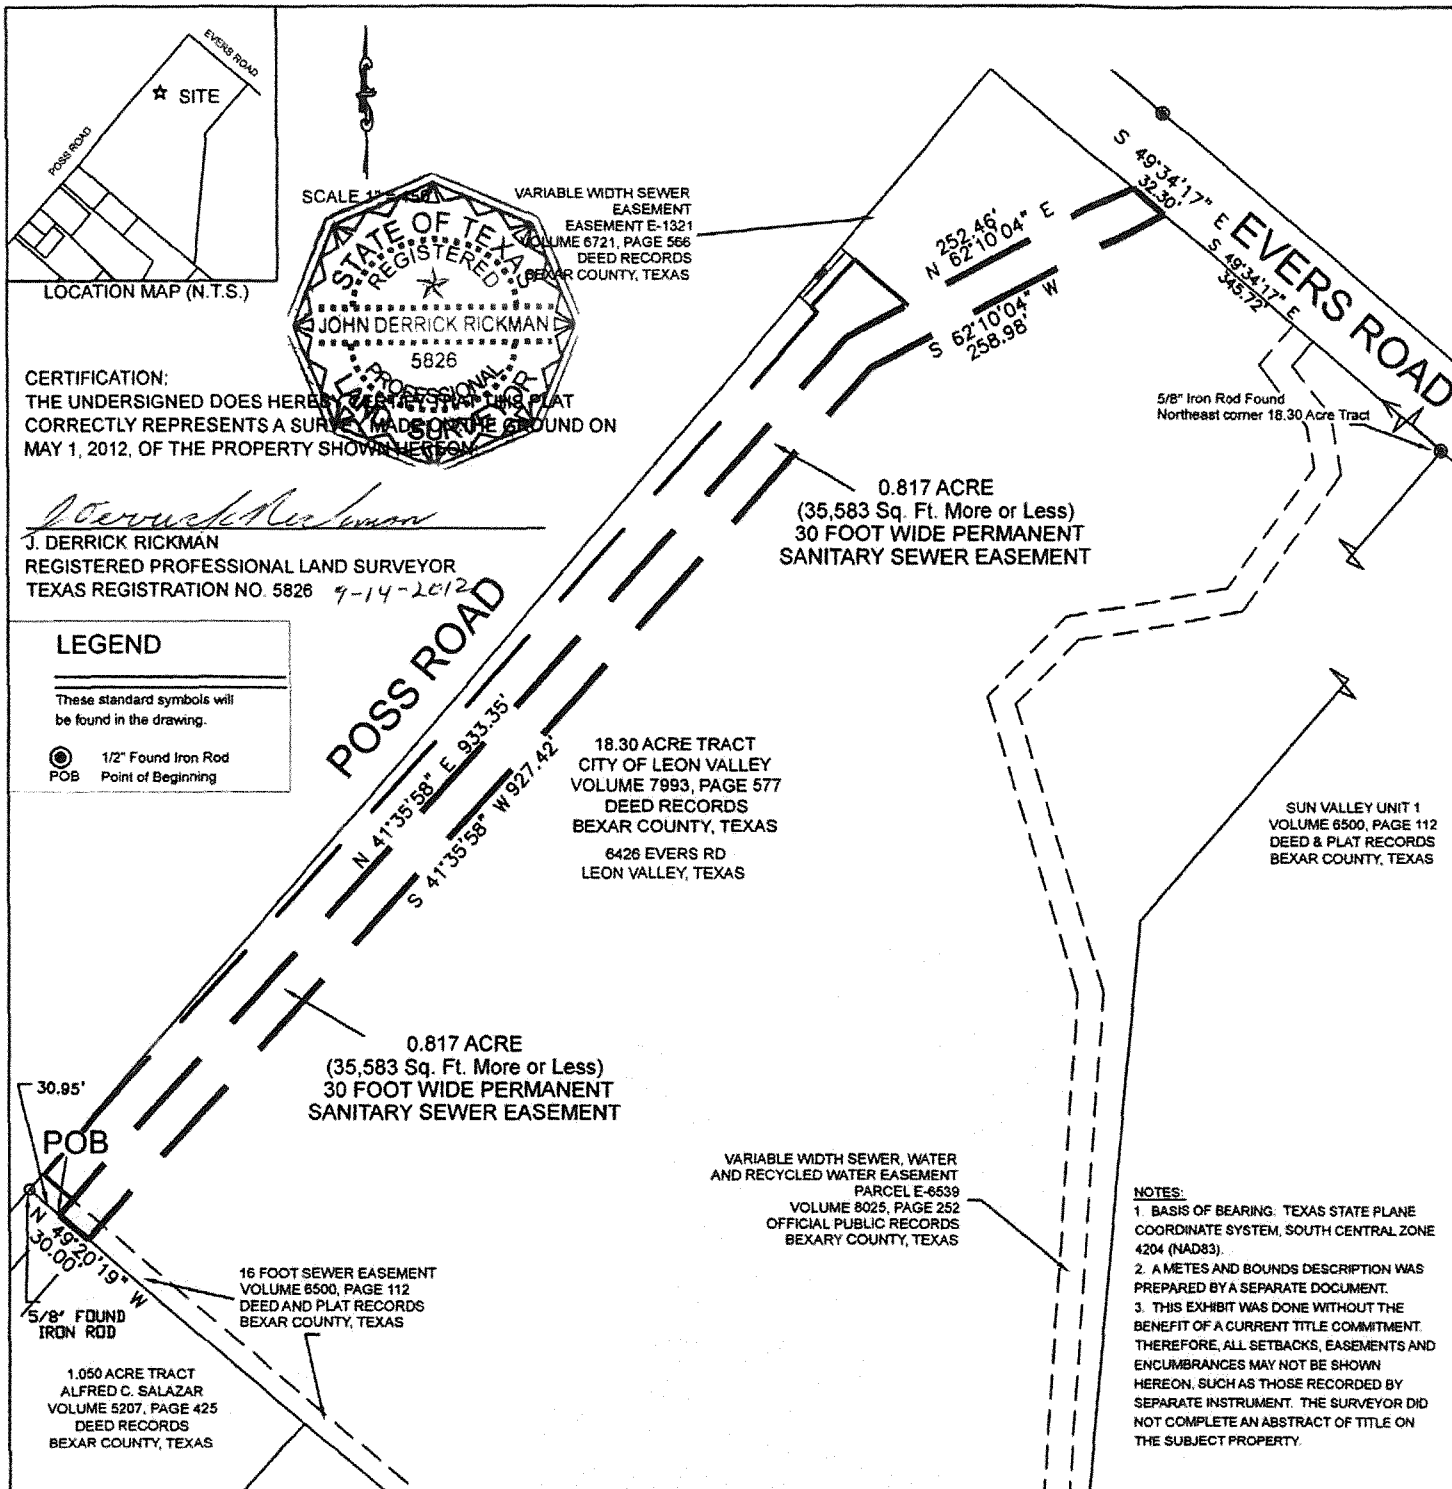 EVERS ROAD
SITE
POSS ROAD
LOCATION MAP (N.T.S.)
SCALE 1" =
STATE OF TEXAS
REGISTERED
JOHN DERRICK RICKMAN
5826
PROFESSIONAL
LAND SURVEYOR
VARIABLE WIDTH SEWER
EASEMENT
EASEMENT E-1321
VOLUME 6721, PAGE 566
DEED RECORDS
BEXAR COUNTY, TEXAS
CERTIFICATION:
THE UNDERSIGNED DOES HEREBY CERTIFY THAT THIS PLAT
CORRECTLY REPRESENTS A SURVEY MADE ON THE GROUND ON
MAY 1, 2012, OF THE PROPERTY SHOWN HEREON.
J. DERRICK RICKMAN
REGISTERED PROFESSIONAL LAND SURVEYOR
TEXAS REGISTRATION NO. 5826 9-14-2012
LEGEND
These standard symbols will
be found in the drawing.
1/2" Found Iron Rod
POB Point of Beginning
252.46'
N 62°10'04" E
S 62°10'04" W
258.98'
S 49°34'17" E
32.30'
S 49°34'17" E
345.72'
EVERS ROAD
5/8" Iron Rod Found
Northeast corner 18.30 Acre Tract
0.817 ACRE
(35,583 Sq. Ft. More or Less)
30 FOOT WIDE PERMANENT
SANITARY SEWER EASEMENT
POSS ROAD
N 41°35'58" E 933.35'
S 41°35'58" W 927.42'
18.30 ACRE TRACT
CITY OF LEON VALLEY
VOLUME 7993, PAGE 577
DEED RECORDS
BEXAR COUNTY, TEXAS
6426 EVERS RD
LEON VALLEY, TEXAS
SUN VALLEY UNIT 1
VOLUME 6500, PAGE 112
DEED & PLAT RECORDS
BEXAR COUNTY, TEXAS
0.817 ACRE
(35,583 Sq. Ft. More or Less)
30 FOOT WIDE PERMANENT
SANITARY SEWER EASEMENT
30.95'
POB
N 49°20'19" W
30.00'
5/8" FOUND
IRON ROD
16 FOOT SEWER EASEMENT
VOLUME 6500, PAGE 112
DEED AND PLAT RECORDS
BEXAR COUNTY, TEXAS
1.050 ACRE TRACT
ALFRED C. SALAZAR
VOLUME 5207, PAGE 425
DEED RECORDS
BEXAR COUNTY, TEXAS
VARIABLE WIDTH SEWER, WATER
AND RECYCLED WATER EASEMENT
PARCEL E-6539
VOLUME 8025, PAGE 252
OFFICIAL PUBLIC RECORDS
BEXARY COUNTY, TEXAS
NOTES:
1. BASIS OF BEARING: TEXAS STATE PLANE
COORDINATE SYSTEM, SOUTH CENTRAL ZONE
4204 (NAD83).
2. A METES AND BOUNDS DESCRIPTION WAS
PREPARED BY A SEPARATE DOCUMENT.
3. THIS EXHIBIT WAS DONE WITHOUT THE
BENEFIT OF A CURRENT TITLE COMMITMENT.
THEREFORE, ALL SETBACKS, EASEMENTS AND
ENCUMBRANCES MAY NOT BE SHOWN
HEREON, SUCH AS THOSE RECORDED BY
SEPARATE INSTRUMENT. THE SURVEYOR DID
NOT COMPLETE AN ABSTRACT OF TITLE ON
THE SUBJECT PROPERTY.